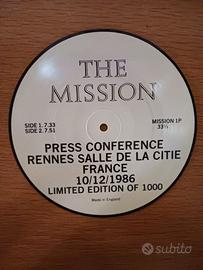 THE
MISSION
SIDE 1.7.33
SIDE 2.7.51
MISSION 1P
33⅓
PRESS CONFERENCE
RENNES SALLE DE LA CITIE
FRANCE
10/12/1986
LIMITED EDITION OF 1000
Made in England
subito